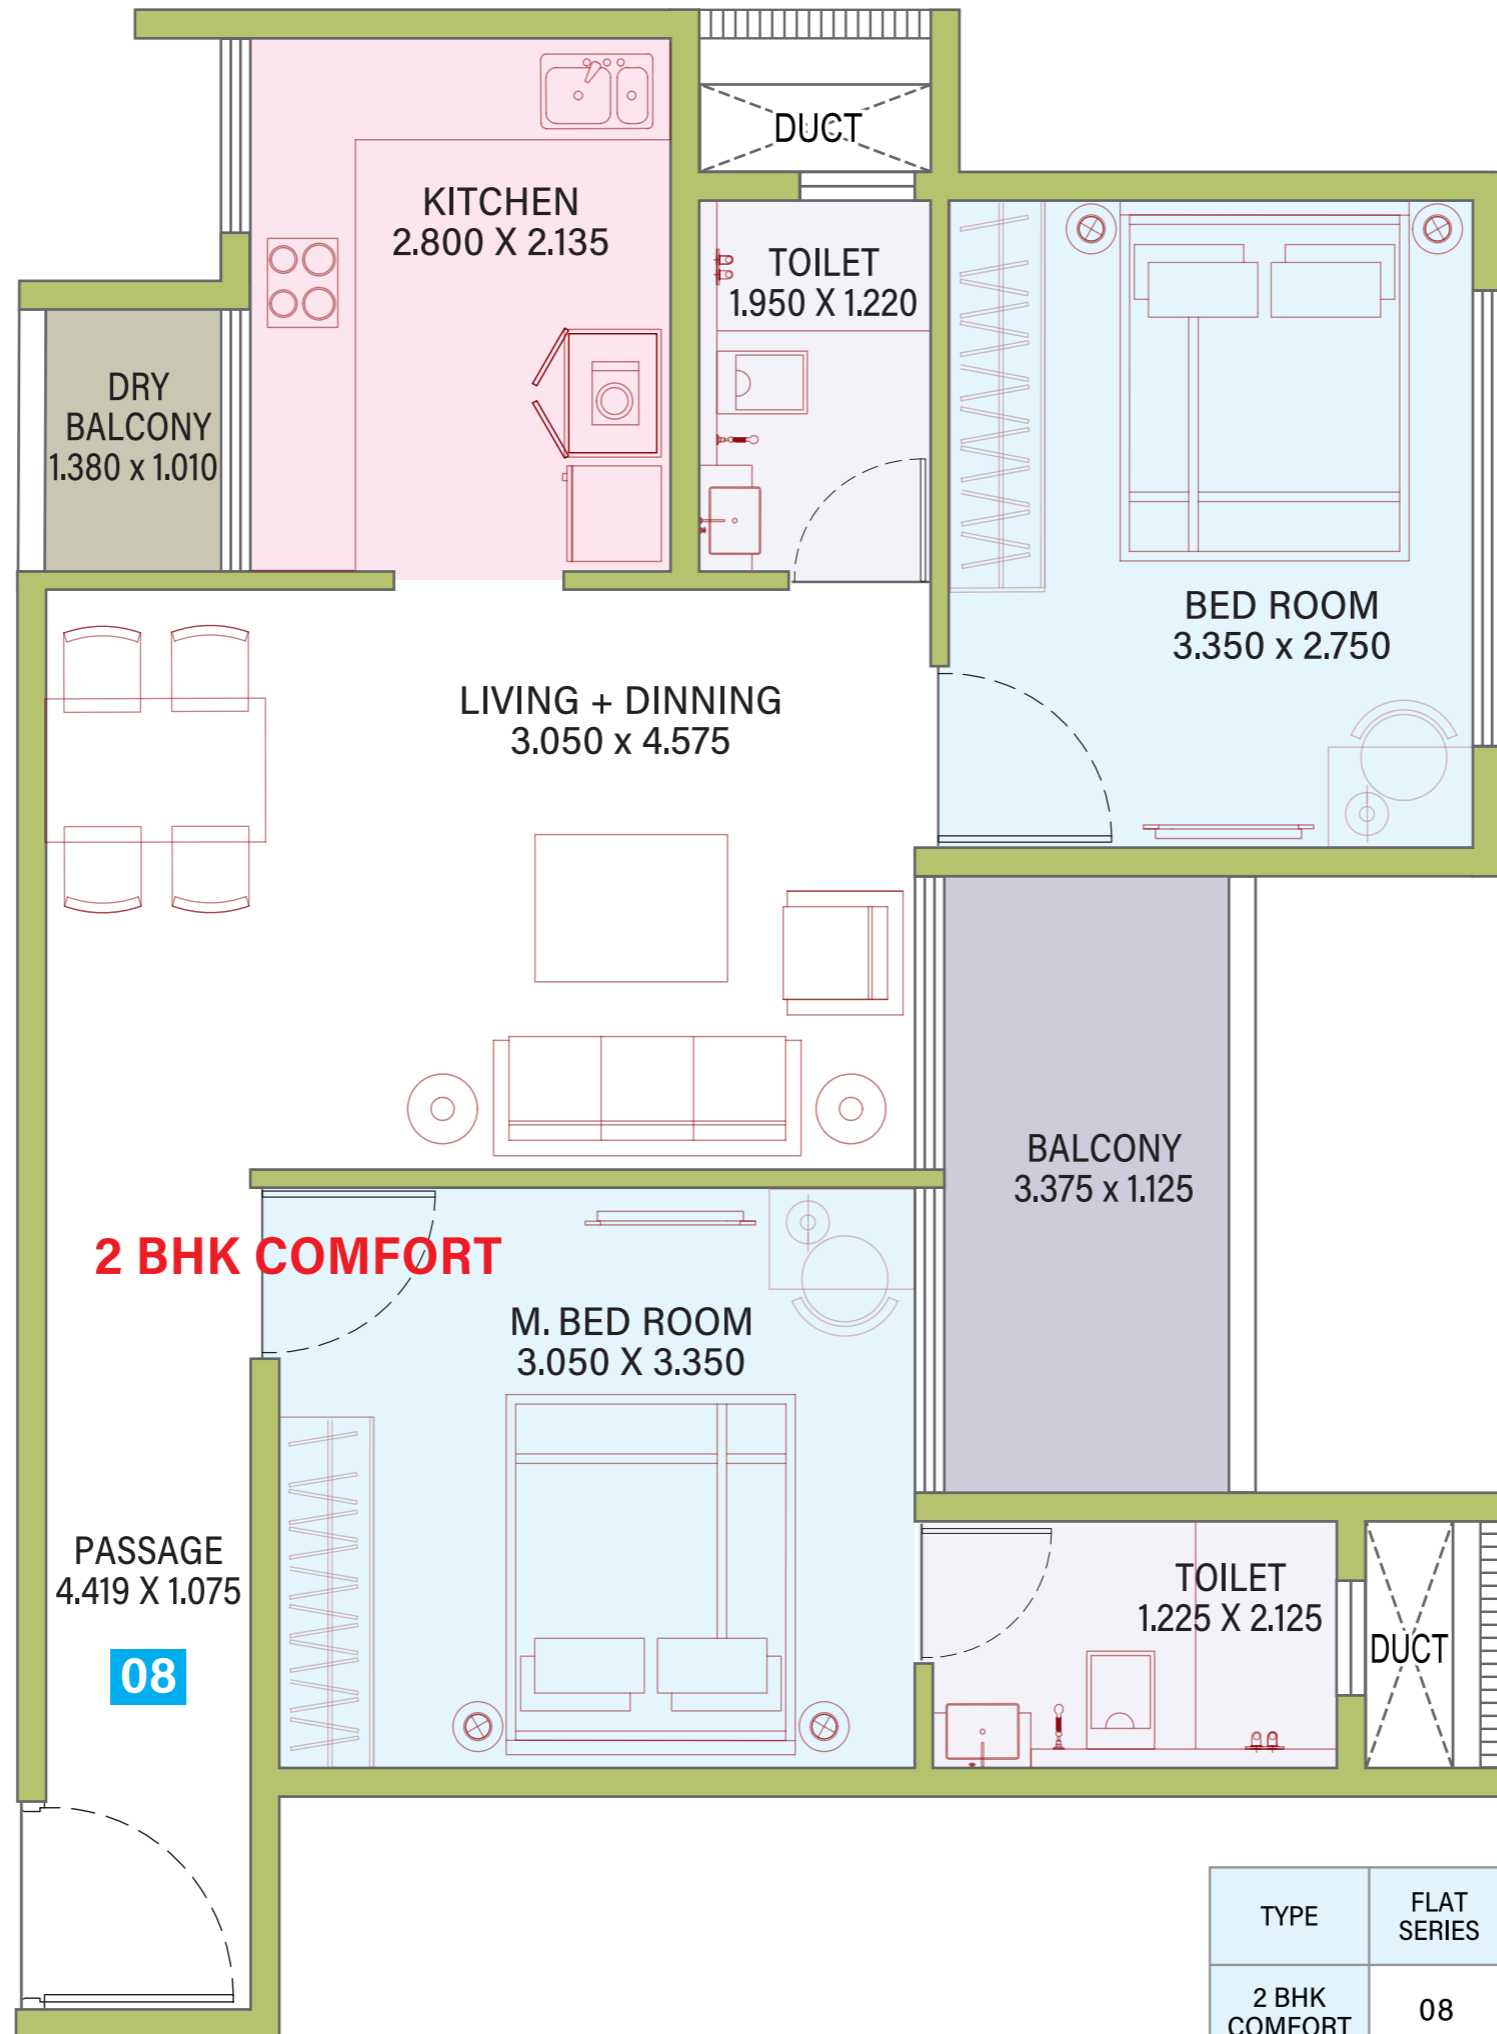 DUCT
KITCHEN
2.800 X 2.135
TOILET
1.950 X 1.220
DRY
BALCONY
1.380 x 1.010
BED ROOM
3.350 x 2.750
LIVING + DINNING
3.050 x 4.575
BALCONY
3.375 x 1.125
2 BHK COMFORT
M. BED ROOM
3.050 X 3.350
PASSAGE
4.419 X 1.075
TOILET
1.225 X 2.125
DUCT
08
TYPE
FLAT
SERIES
2 BHK
COMFORT
08